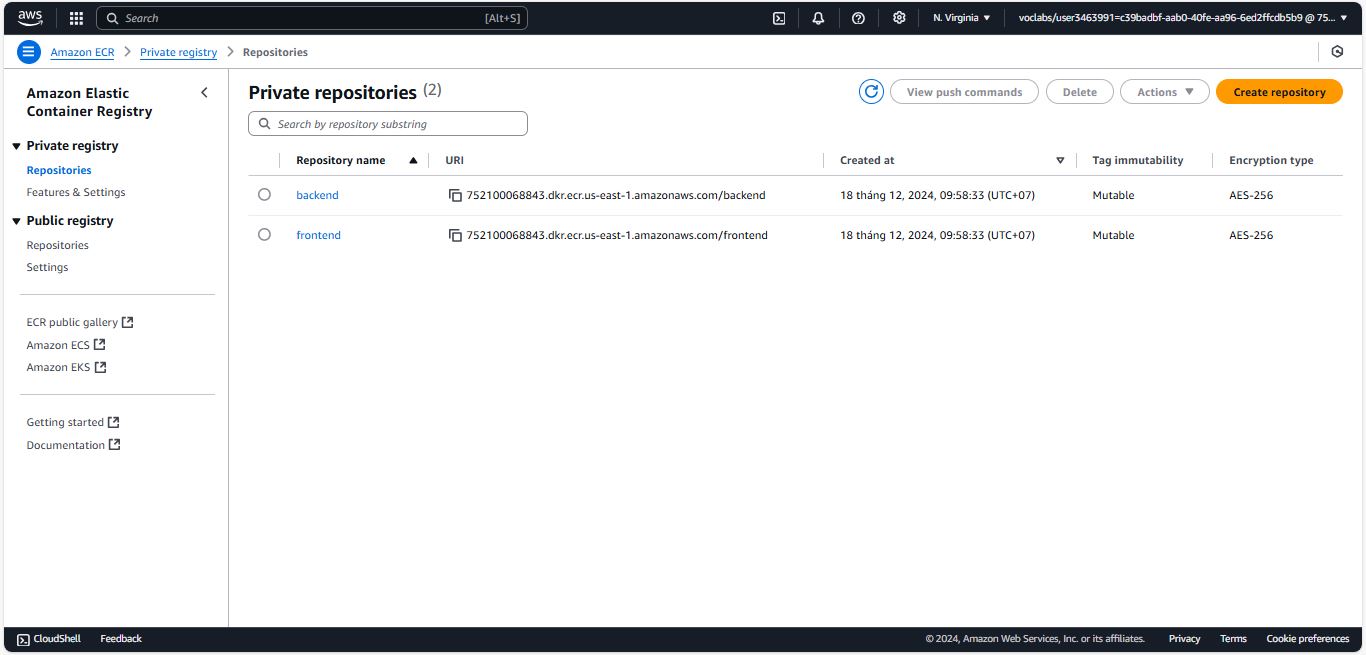 aws
Search [Alt+S]
N. Virginia
voclabs/user3463991=c39badbf-aab0-40fe-aa96-6ed2ffcdb5b9 @ 75...
Amazon ECR > Private registry > Repositories
Amazon Elastic
Container Registry
Private registry
Repositories
Features & Settings
Public registry
Repositories
Settings
ECR public gallery
Amazon ECS
Amazon EKS
Getting started
Documentation
Private repositories (2)
View push commands
Delete
Actions
Create repository
Search by repository substring
Repository name URI Created at Tag immutability Encryption type
backend 752100068843.dkr.ecr.us-east-1.amazonaws.com/backend 18 tháng 12, 2024, 09:58:33 (UTC+07) Mutable AES-256
frontend 752100068843.dkr.ecr.us-east-1.amazonaws.com/frontend 18 tháng 12, 2024, 09:58:33 (UTC+07) Mutable AES-256
CloudShell Feedback © 2024, Amazon Web Services, Inc. or its affiliates. Privacy Terms Cookie preferences